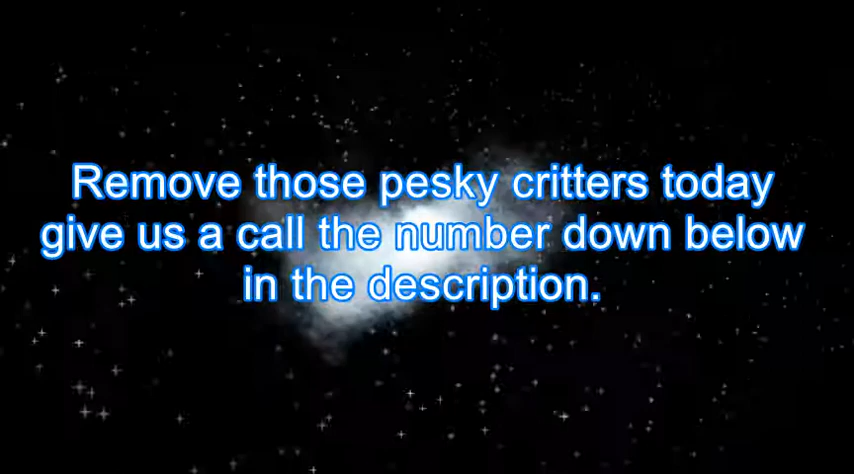 Remove those pesky critters today
give us a call the number down below
in the description.